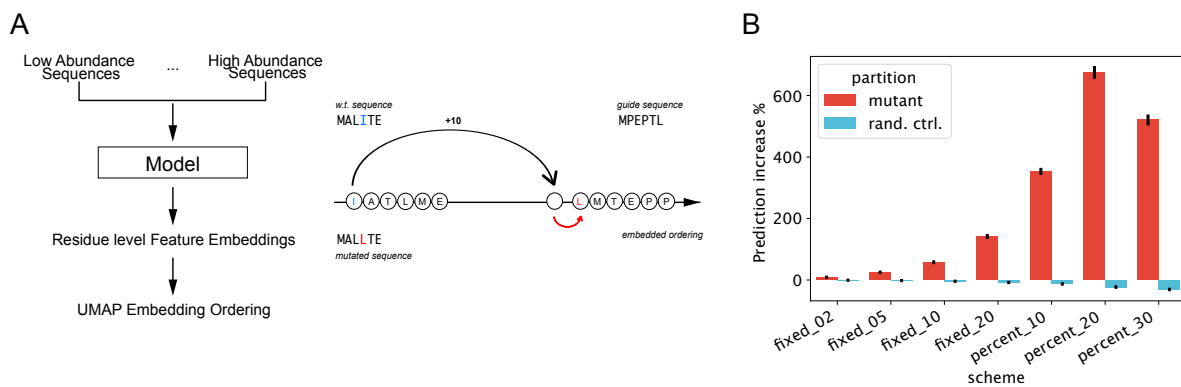 A
Low Abundance
Sequences
...
High Abundance
Sequences
Model
Residue level Feature Embeddings
UMAP Embedding Ordering
w.t. sequence
MALITE
+10
guide sequence
MPEPTL
I A T L M E
L M T E P P
MALLTE
mutated sequence
embedded ordering
B
Prediction increase %
600
400
200
0
partition
mutant
rand. ctrl.
fixed_02
fixed_05
fixed_10
fixed_20
percent_10
percent_20
percent_30
scheme